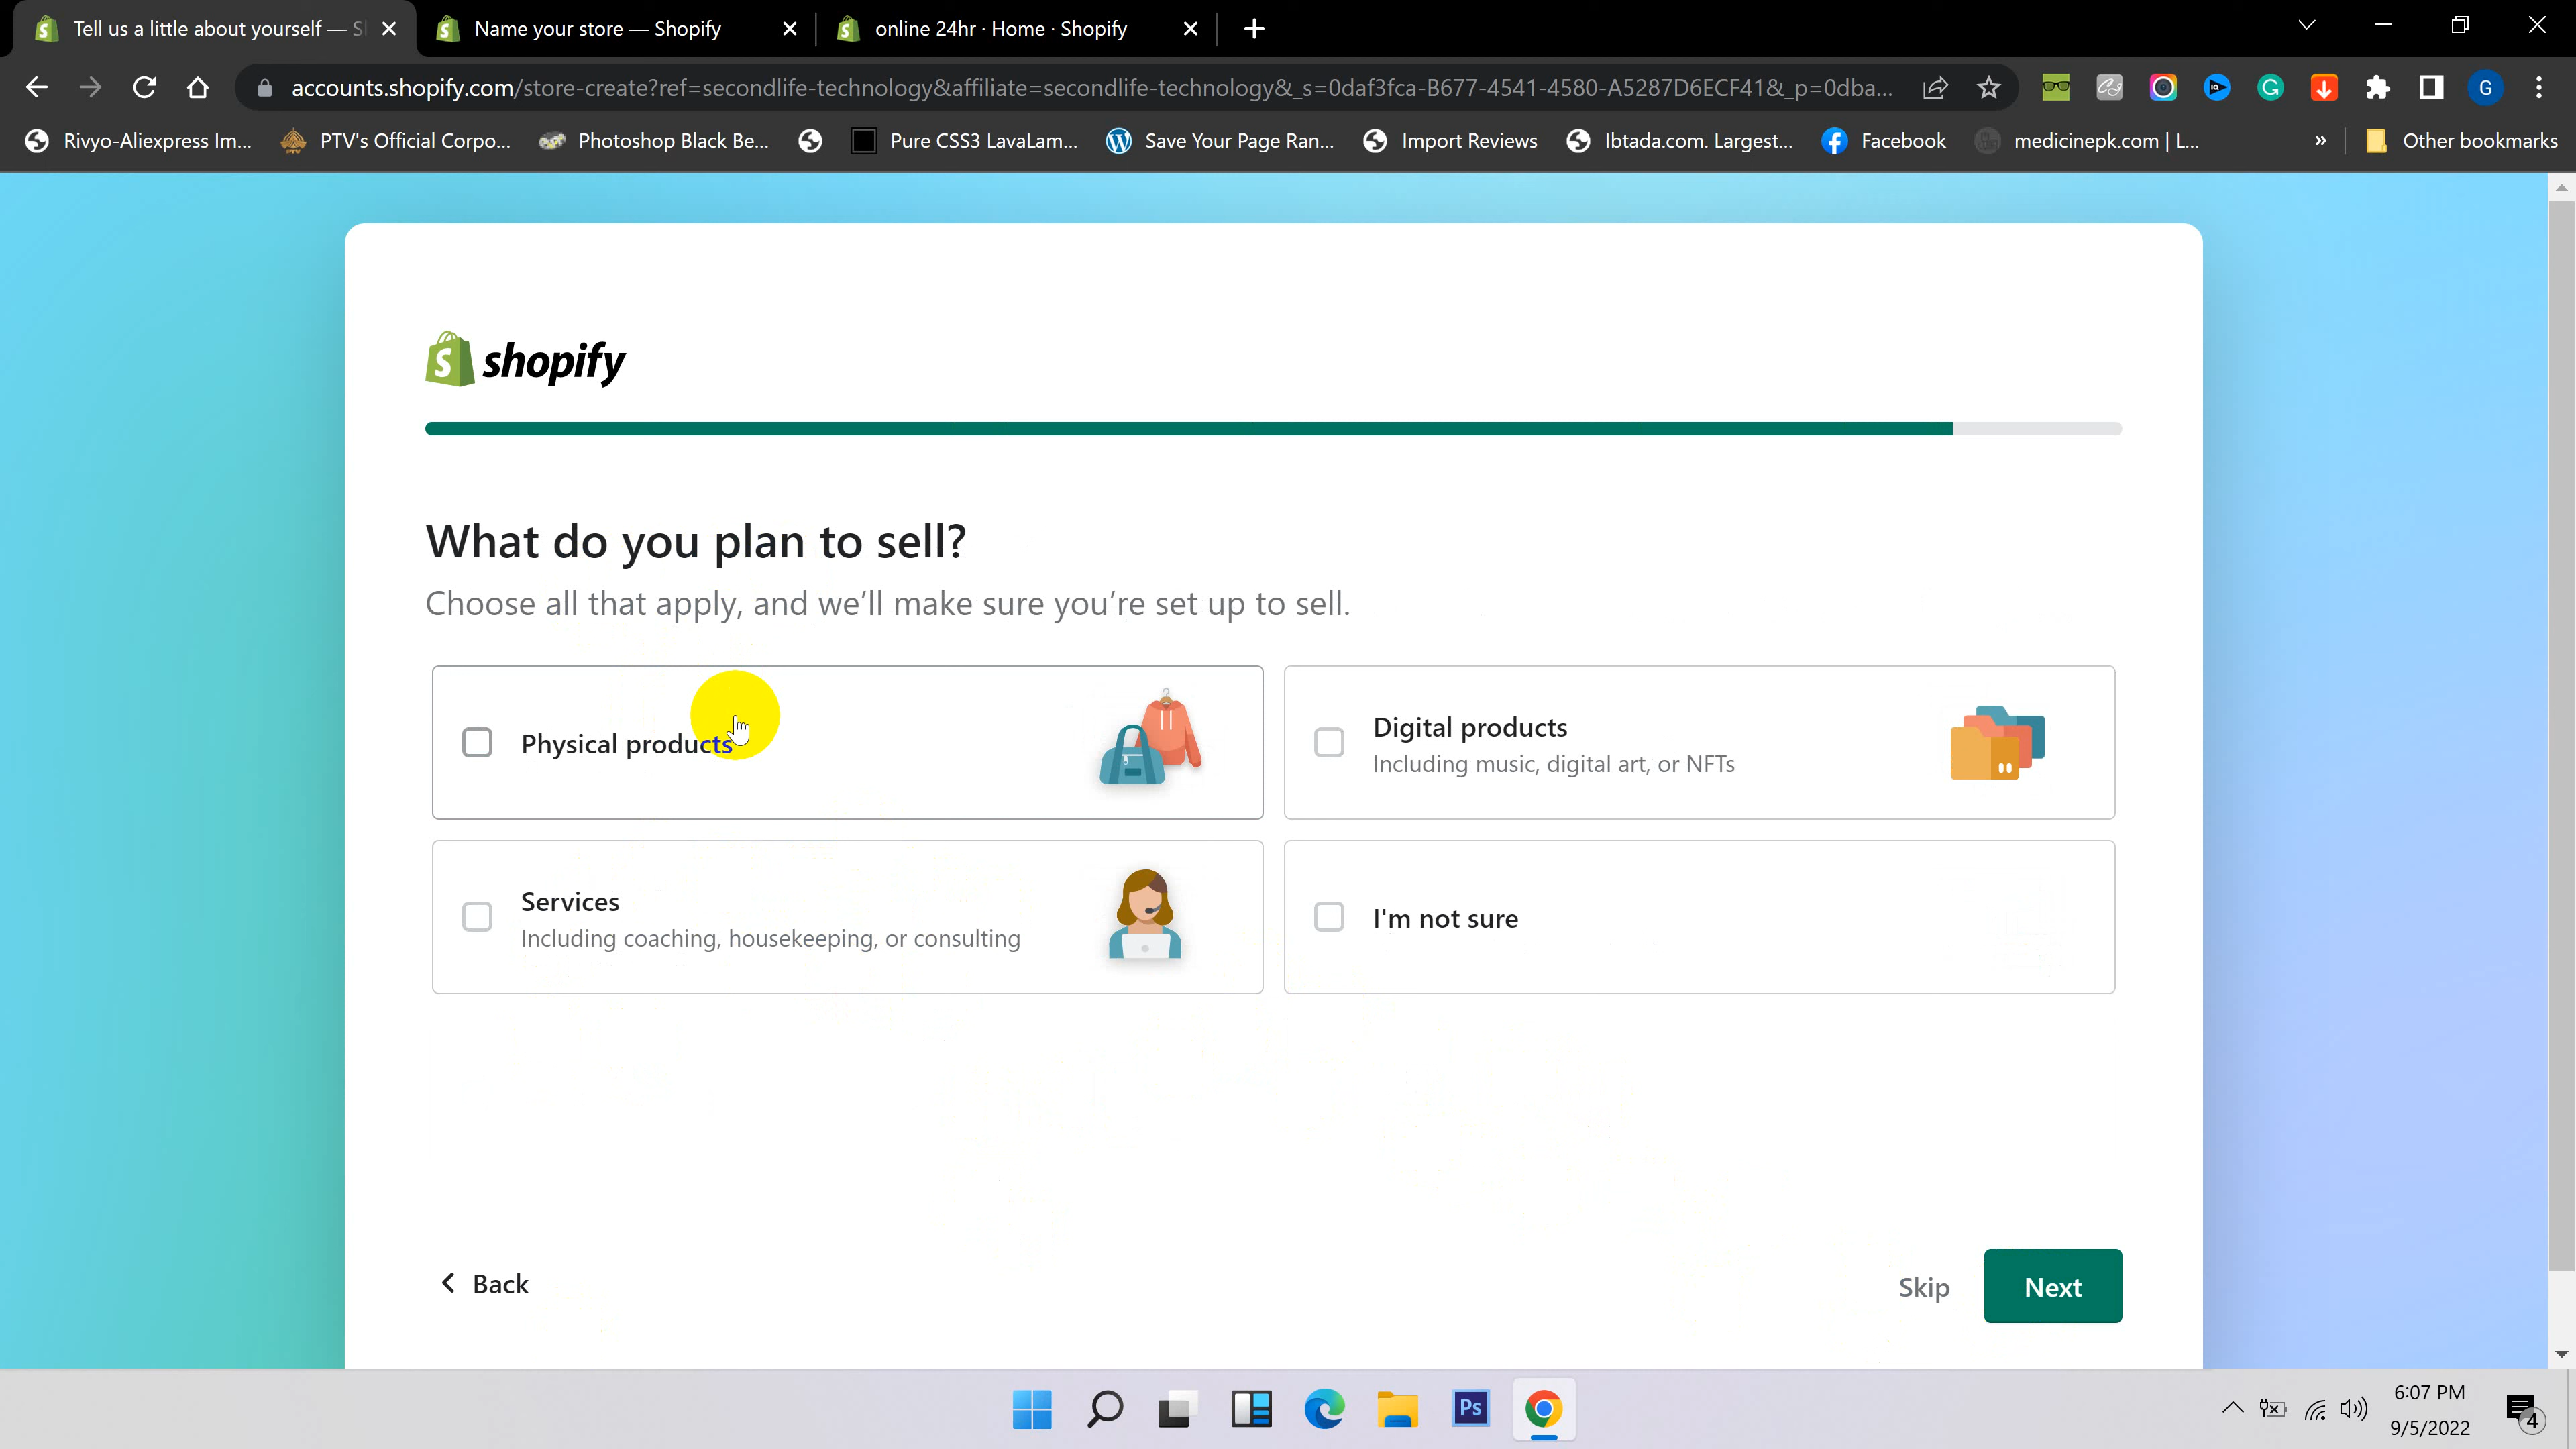 Tell us a little about yourself — S
Name your store — Shopify
online 24hr · Home · Shopify
accounts.shopify.com/store-create?ref=secondlife-technology&affiliate=secondlife-technology&_s=0daf3fca-B677-4541-4580-A5287D6ECF41&_p=0dba...
G
Rivyo-Aliexpress Im...
PTV's Official Corpo...
Photoshop Black Be...
Pure CSS3 LavaLam...
Save Your Page Ran...
Import Reviews
Ibtada.com. Largest...
Facebook
medicinepk.com | L...
»
Other bookmarks
shopify
What do you plan to sell?
Choose all that apply, and we'll make sure you're set up to sell.
Physical products
Digital products
Including music, digital art, or NFTs
Services
Including coaching, housekeeping, or consulting
I'm not sure
Back
Skip
Next
Ps
6:07 PM
9/5/2022
4